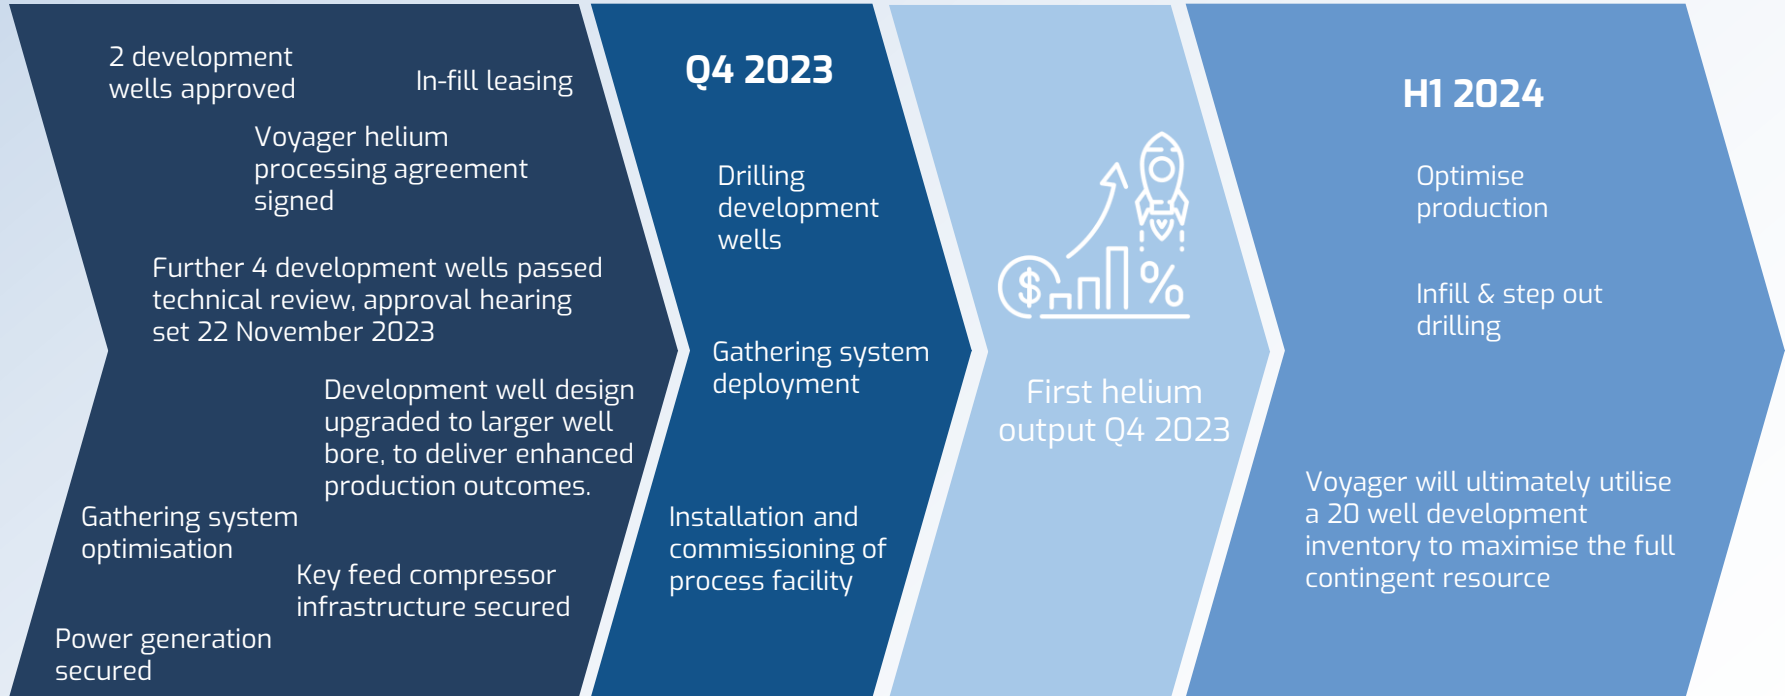 2 development
wells approved
In-fill leasing
Voyager helium
processing agreement
signed
Further 4 development wells passed
technical review, approval hearing
set 22 November 2023
Development well design
upgraded to larger well
bore, to deliver enhanced
production outcomes.
Gathering system
optimisation
Key feed compressor
infrastructure secured
Power generation
secured
Q4 2023
Drilling
development
wells
Gathering system
deployment
Installation and
commissioning of
process facility
$
%
First helium
output Q4 2023
H1 2024
Optimise
production
Infill & step out
drilling
Voyager will ultimately utilise
a 20 well development
inventory to maximise the full
contingent resource